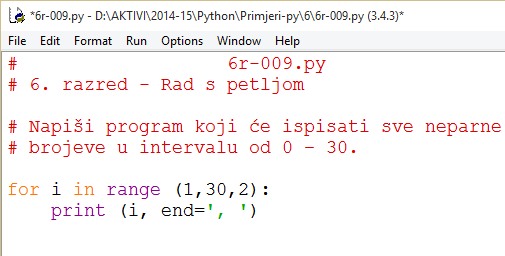 *6r-009.py - D:\AKTIVI\2014-15\Python\Primjeri-py\6\6r-009.py (3.4.3)*
File Edit Format Run Options Window Help
# 6r-009.py
# 6. razred - Rad s petljom
# Napiši program koji će ispisati sve neparne
# brojeve u intervalu od 0 - 30.
for i in range (1,30,2):
    print (i, end=', ')